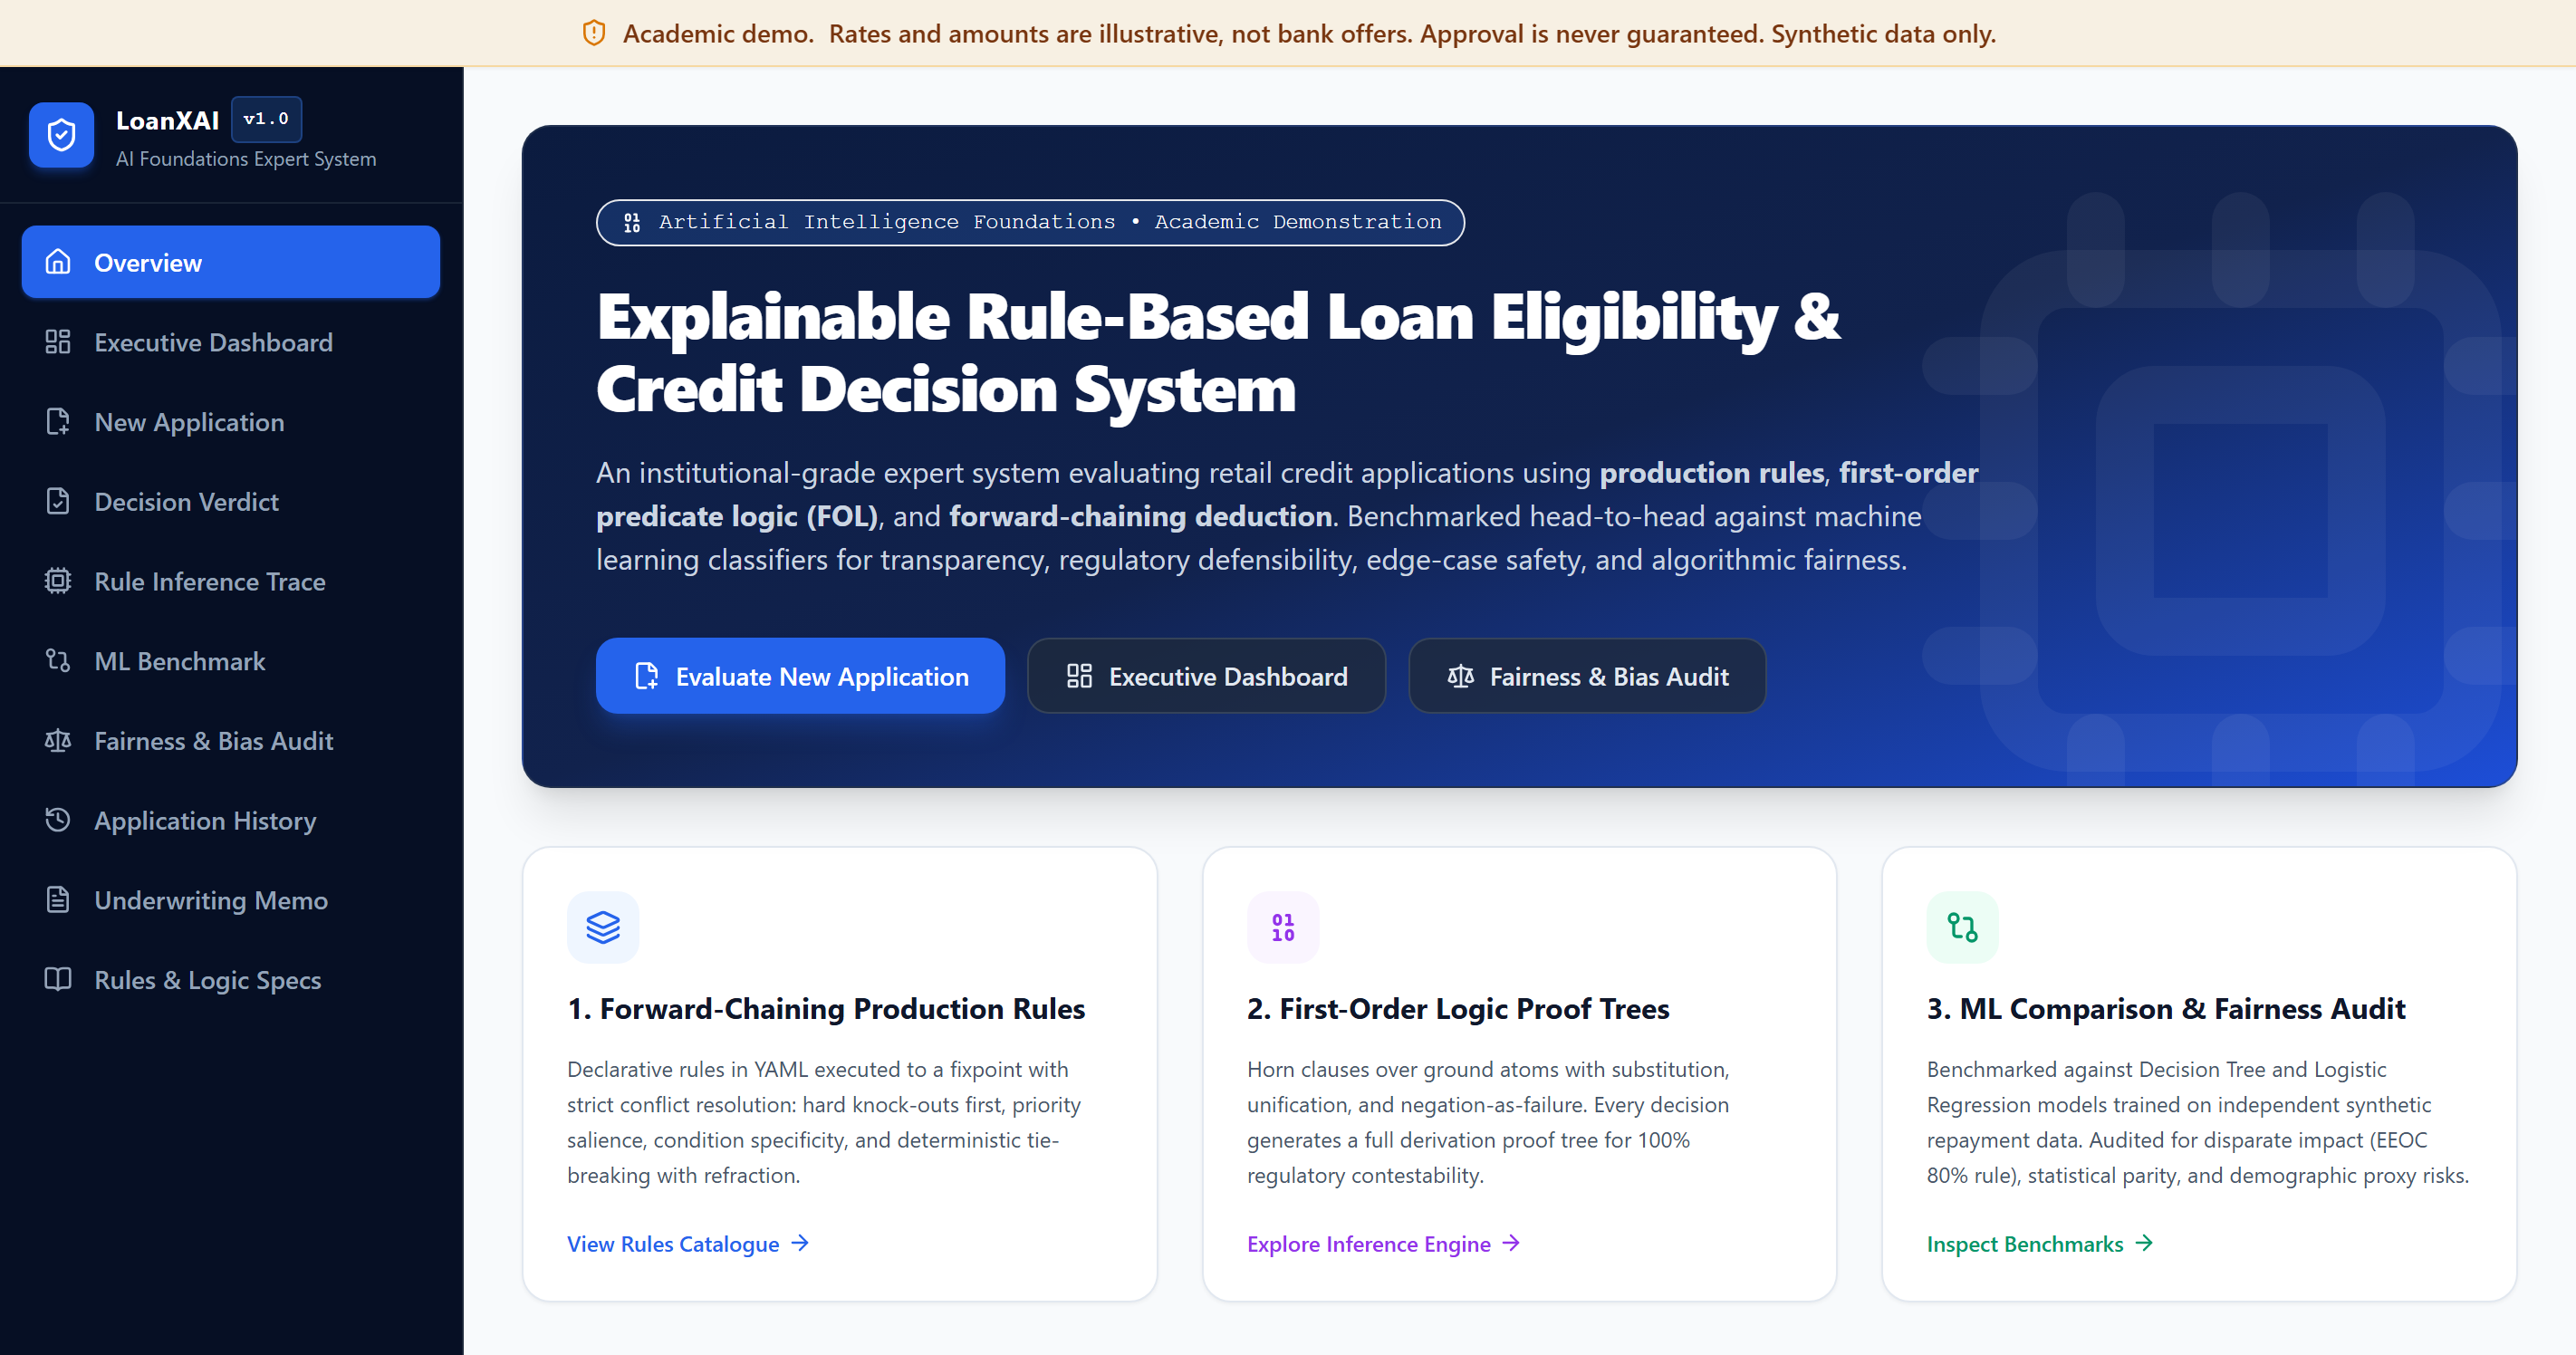 Academic demo. Rates and amounts are illustrative, not bank offers. Approval is never guaranteed. Synthetic data only.
LoanXAI v1.0
AI Foundations Expert System
Overview
Executive Dashboard
New Application
Decision Verdict
Rule Inference Trace
ML Benchmark
Fairness & Bias Audit
Application History
Underwriting Memo
Rules & Logic Specs
01
10
Artificial Intelligence Foundations • Academic Demonstration
Explainable Rule-Based Loan Eligibility &
Credit Decision System
An institutional-grade expert system evaluating retail credit applications using production rules, first-order
predicate logic (FOL), and forward-chaining deduction. Benchmarked head-to-head against machine
learning classifiers for transparency, regulatory defensibility, edge-case safety, and algorithmic fairness.
Evaluate New Application
Executive Dashboard
Fairness & Bias Audit
1. Forward-Chaining Production Rules
Declarative rules in YAML executed to a fixpoint with
strict conflict resolution: hard knock-outs first, priority
salience, condition specificity, and deterministic tie-
breaking with refraction.
View Rules Catalogue →
01
10
2. First-Order Logic Proof Trees
Horn clauses over ground atoms with substitution,
unification, and negation-as-failure. Every decision
generates a full derivation proof tree for 100%
regulatory contestability.
Explore Inference Engine →
3. ML Comparison & Fairness Audit
Benchmarked against Decision Tree and Logistic
Regression models trained on independent synthetic
repayment data. Audited for disparate impact (EEOC
80% rule), statistical parity, and demographic proxy risks.
Inspect Benchmarks →